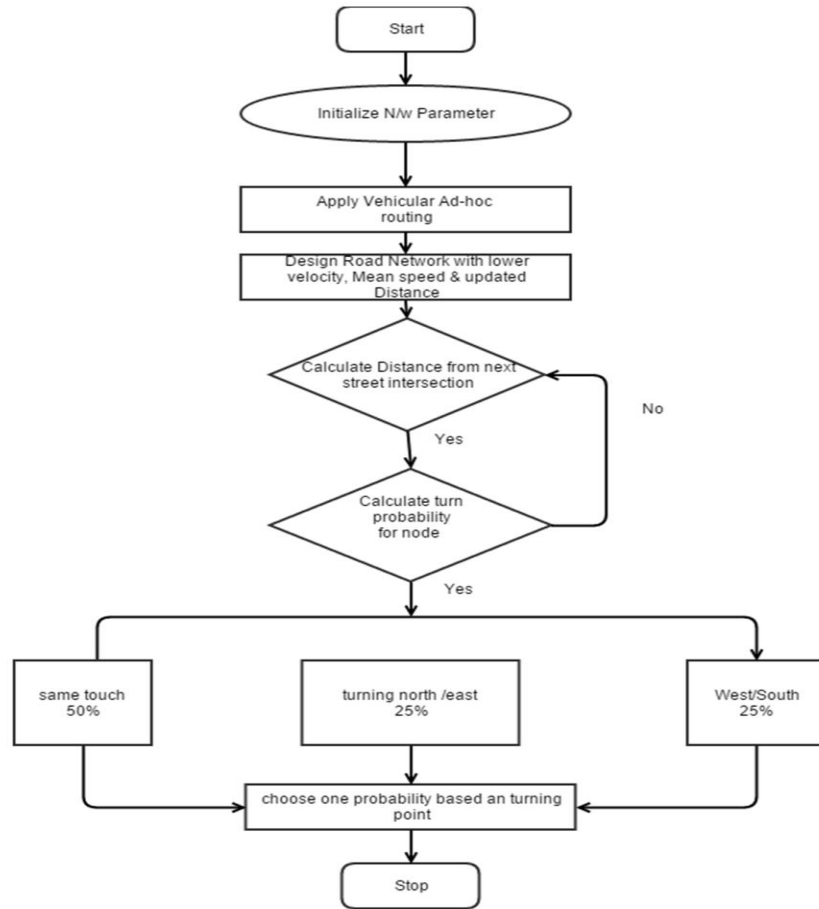 Start
Initialize N/w Parameter
Apply Vehicular Ad-hoc
routing
Design Road Network with lower
velocity, Mean speed & updated
Distance
Calculate Distance from next
street intersection
No
Yes
Calculate turn
probability
for node
Yes
same touch
50%
turning north /east
25%
West/South
25%
choose one probability based an turning
point
Stop